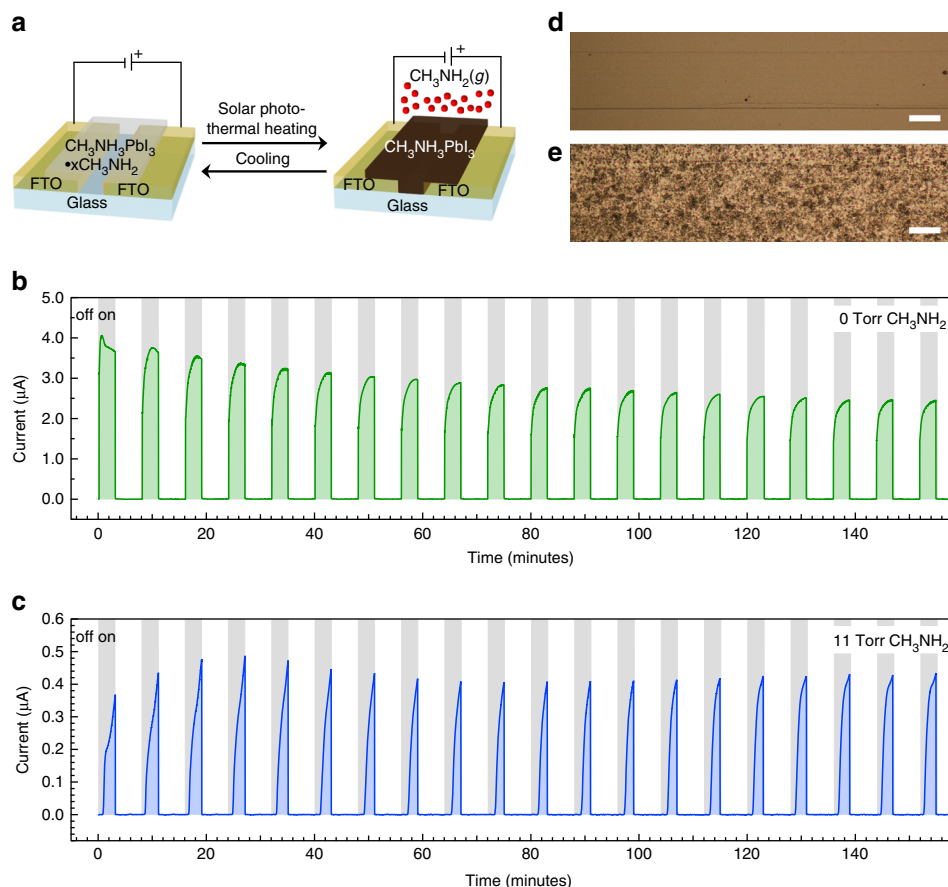 a
+
CH₃NH₃PbI₃
•xCH₃NH₂
FTO
FTO
Glass
Solar photo-
thermal heating
Cooling
+
CH₃NH₂(g)
CH₃NH₃PbI₃
FTO
FTO
Glass
d
e
b
5.0
4.0
3.0
2.0
1.0
0.0
Current (μA)
off on
0 Torr CH₃NH₂
0 20 40 60 80 100 120 140
Time (minutes)
c
0.6
0.5
0.4
0.3
0.2
0.1
0.0
Current (μA)
off on
11 Torr CH₃NH₂
0 20 40 60 80 100 120 140
Time (minutes)